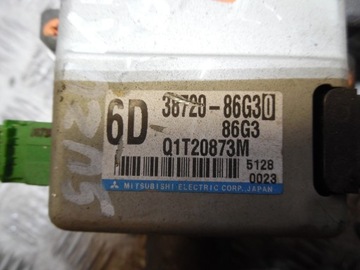 6D
38720-86G30
86G3
Q1T20873M
5128
0023
MITSUBISHI ELECTRIC CORP. JAPAN